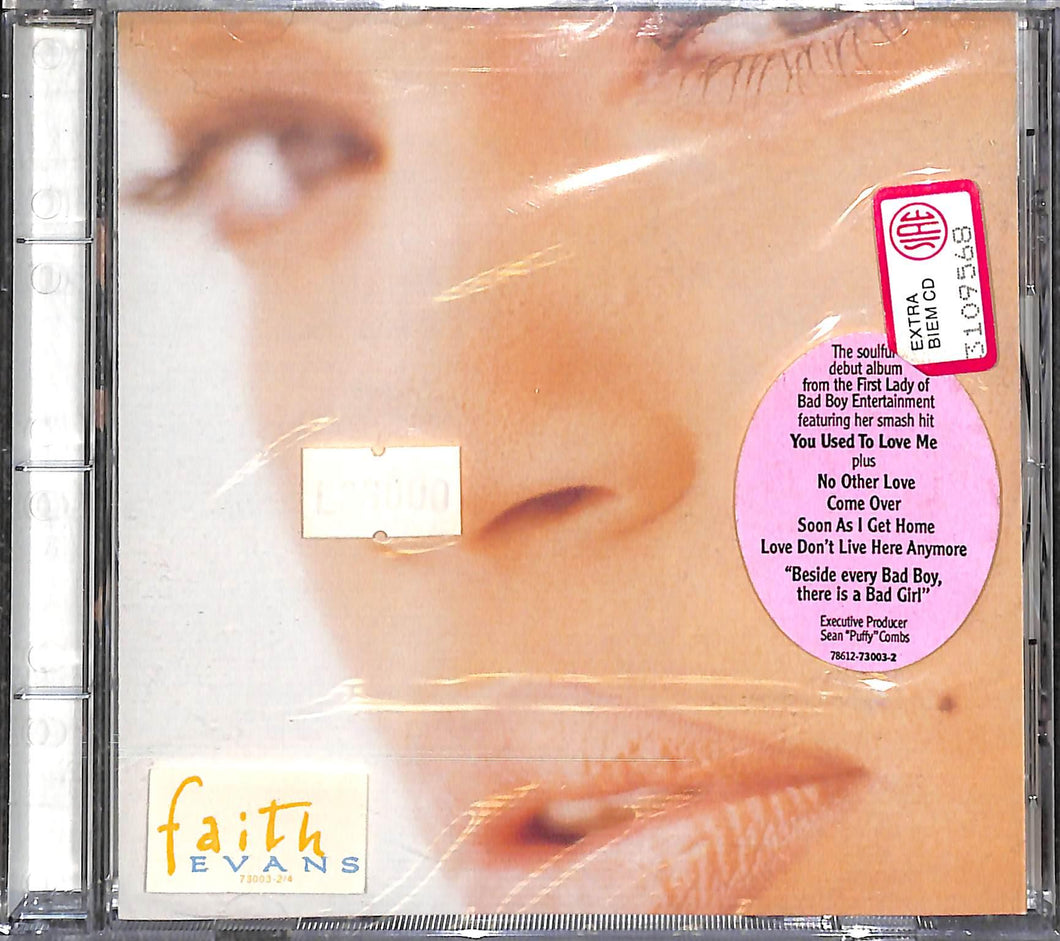 SIAE
EXTRA
BIEM CD
3109568
The soulful
debut album
from the First Lady of
Bad Boy Entertainment
featuring her smash hit
You Used To Love Me
plus
No Other Love
Come Over
Soon As I Get Home
Love Don't Live Here Anymore
"Beside every Bad Boy,
there is a Bad Girl"
Executive Producer
Sean "Puffy" Combs
78612-73003-2
faith
EVANS
73003-2/4